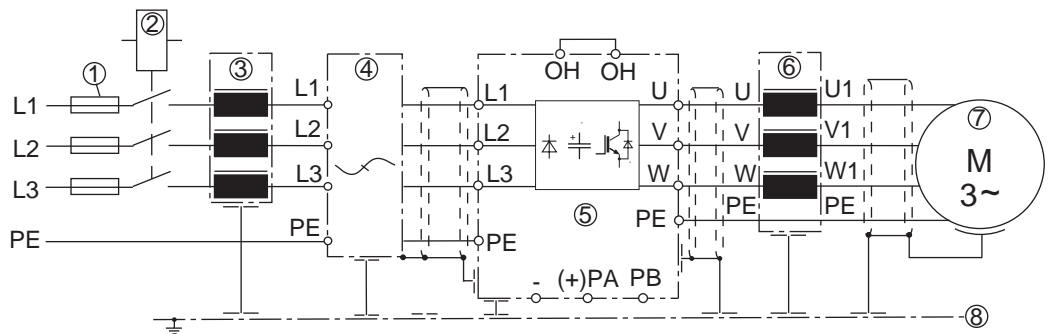 ②
① ③ ④ ⑥
OH OH
L1 L1 L1 U U U1 ⑦
L2 L2 L2 V V V1 M
L3 L3 L3 W W W1 3~
⑤
PE PE PE PE PE PE
- (+)PA PB
⑧